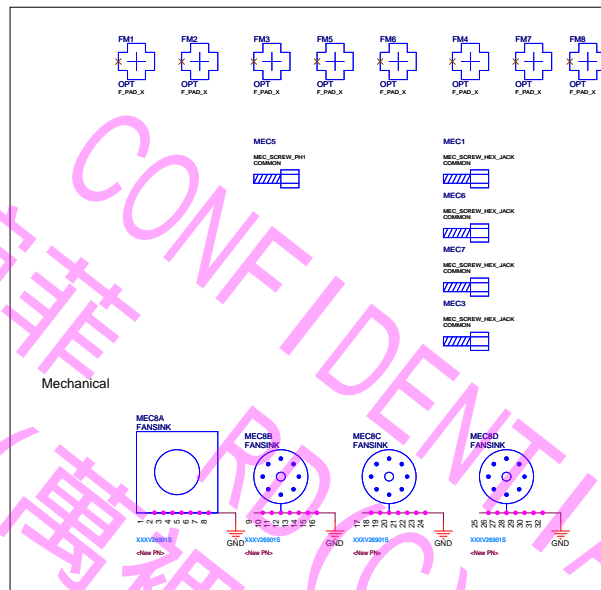 FM1 FM2 FM3 FM5 FM6 FM4 FM7 FM8
OPT OPT OPT OPT OPT OPT OPT OPT
F_PAD_X F_PAD_X F_PAD_X F_PAD_X F_PAD_X F_PAD_X F_PAD_X F_PAD_X
MEC5 MEC1
MEC_SCREW_PH1 MEC_SCREW_HEX_JACK
COMMON COMMON
MEC6
MEC_SCREW_HEX_JACK
COMMON
MEC7
MEC_SCREW_HEX_JACK
COMMON
MEC3
MEC_SCREW_HEX_JACK
COMMON
Mechanical
MEC8A
FANSINK
MEC8B MEC8C MEC8D
FANSINK FANSINK FANSINK
1 2 3 4 5 6 7 8
9 10 11 12 13 14 15 16
17 18 19 20 21 22 23 24
25 26 27 28 29 30 31 32
GND GND GND GND
XXXV26901S XXXV26901S XXXV26901S XXXV26901S
<New PN> <New PN> <New PN> <New PN>
CONFIDENTIA
菲
RD(C
(萬